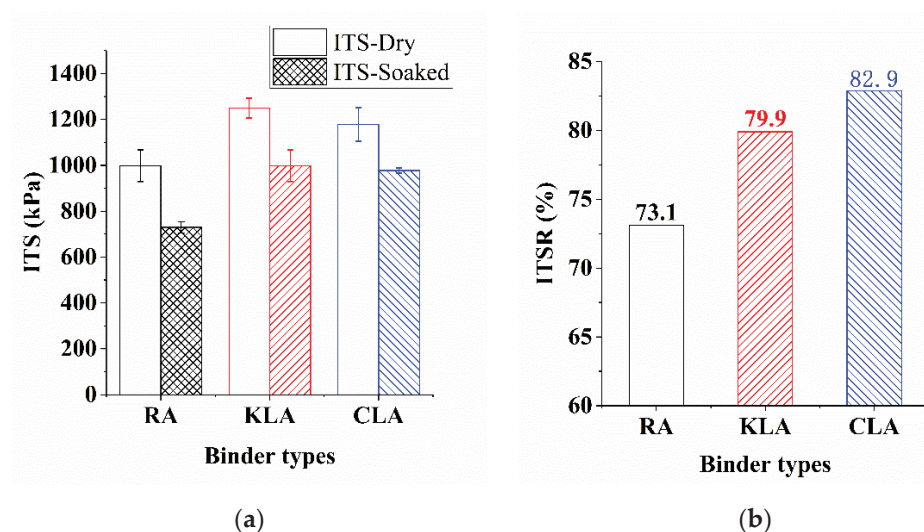 ITS-Dry
ITS-Soaked
1400
1200
1000
800
600
400
200
0
ITS (kPa)
RA KLA CLA
Binder types
(a)
85
80
75
70
65
60
ITSR (%)
73.1
79.9
82.9
RA KLA CLA
Binder types
(b)